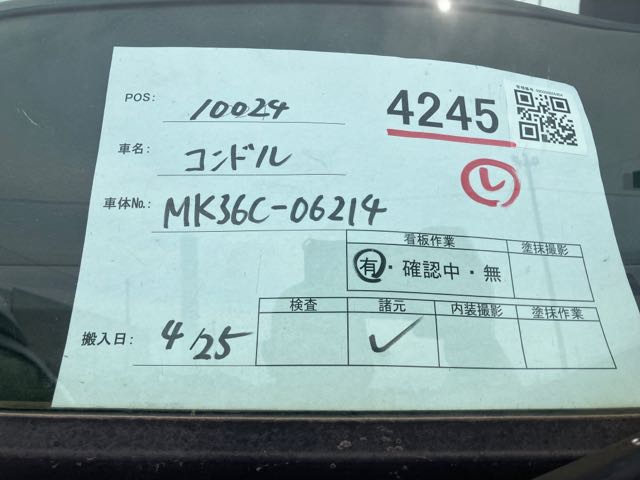 POS: 10024
4245
車名: コンドル
レ
車体No.: MK36C-06214
看板作業 塗抹撮影
有・確認中・無
検査 諸元 内装撮影 塗抹作業
搬入日: 4/25 ✓